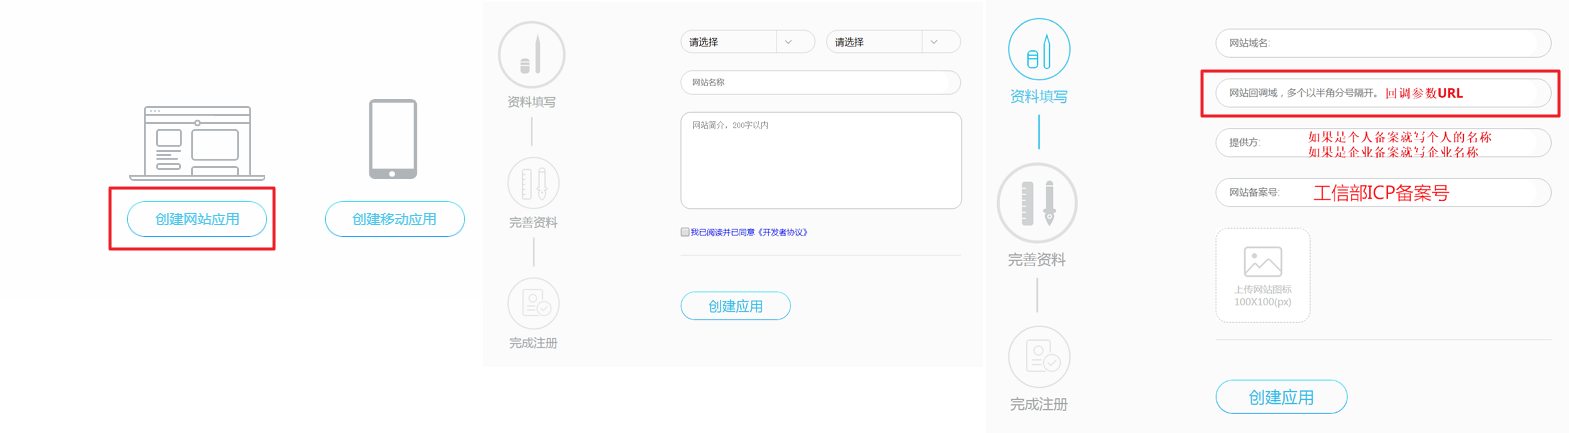 创建网站应用
创建移动应用
资料填写
完善资料
完成注册
请选择
请选择
网站名称
网站简介，200字以内
我已阅读并已同意《开发者协议》
创建应用
资料填写
完善资料
完成注册
网站域名:
网站回调域，多个以半角分号隔开。 回调参数URL
提供方:
如果是个人备案就写个人的名称
如果是企业备案就写企业名称
网站备案号: 工信部ICP备案号
上传网站图标
100X100(px)
创建应用